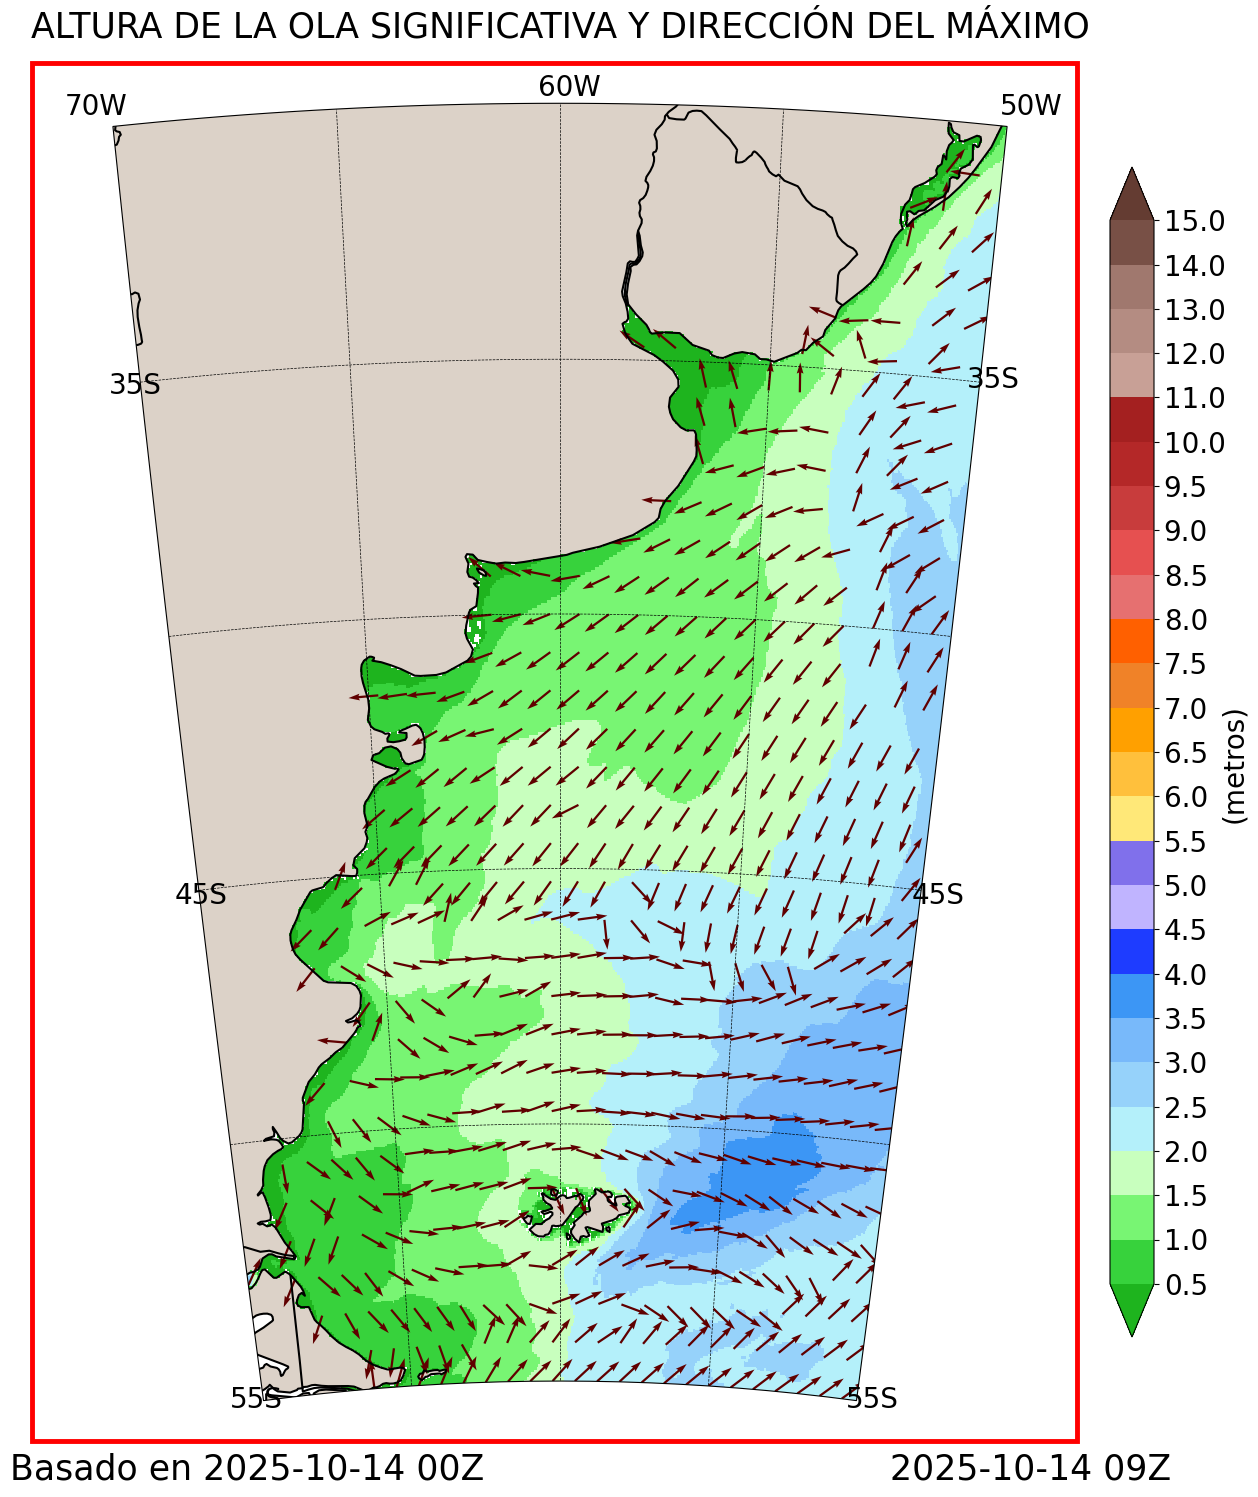 ALTURA DE LA OLA SIGNIFICATIVA Y DIRECCIÓN DEL MÁXIMO
70W
60W
50W
35S
35S
45S
45S
55S
55S
15.0
14.0
13.0
12.0
11.0
10.0
9.5
9.0
8.5
8.0
7.5
7.0
6.5
6.0
5.5
5.0
4.5
4.0
3.5
3.0
2.5
2.0
1.5
1.0
0.5
(metros)
Basado en 2025-10-14 00Z
2025-10-14 09Z